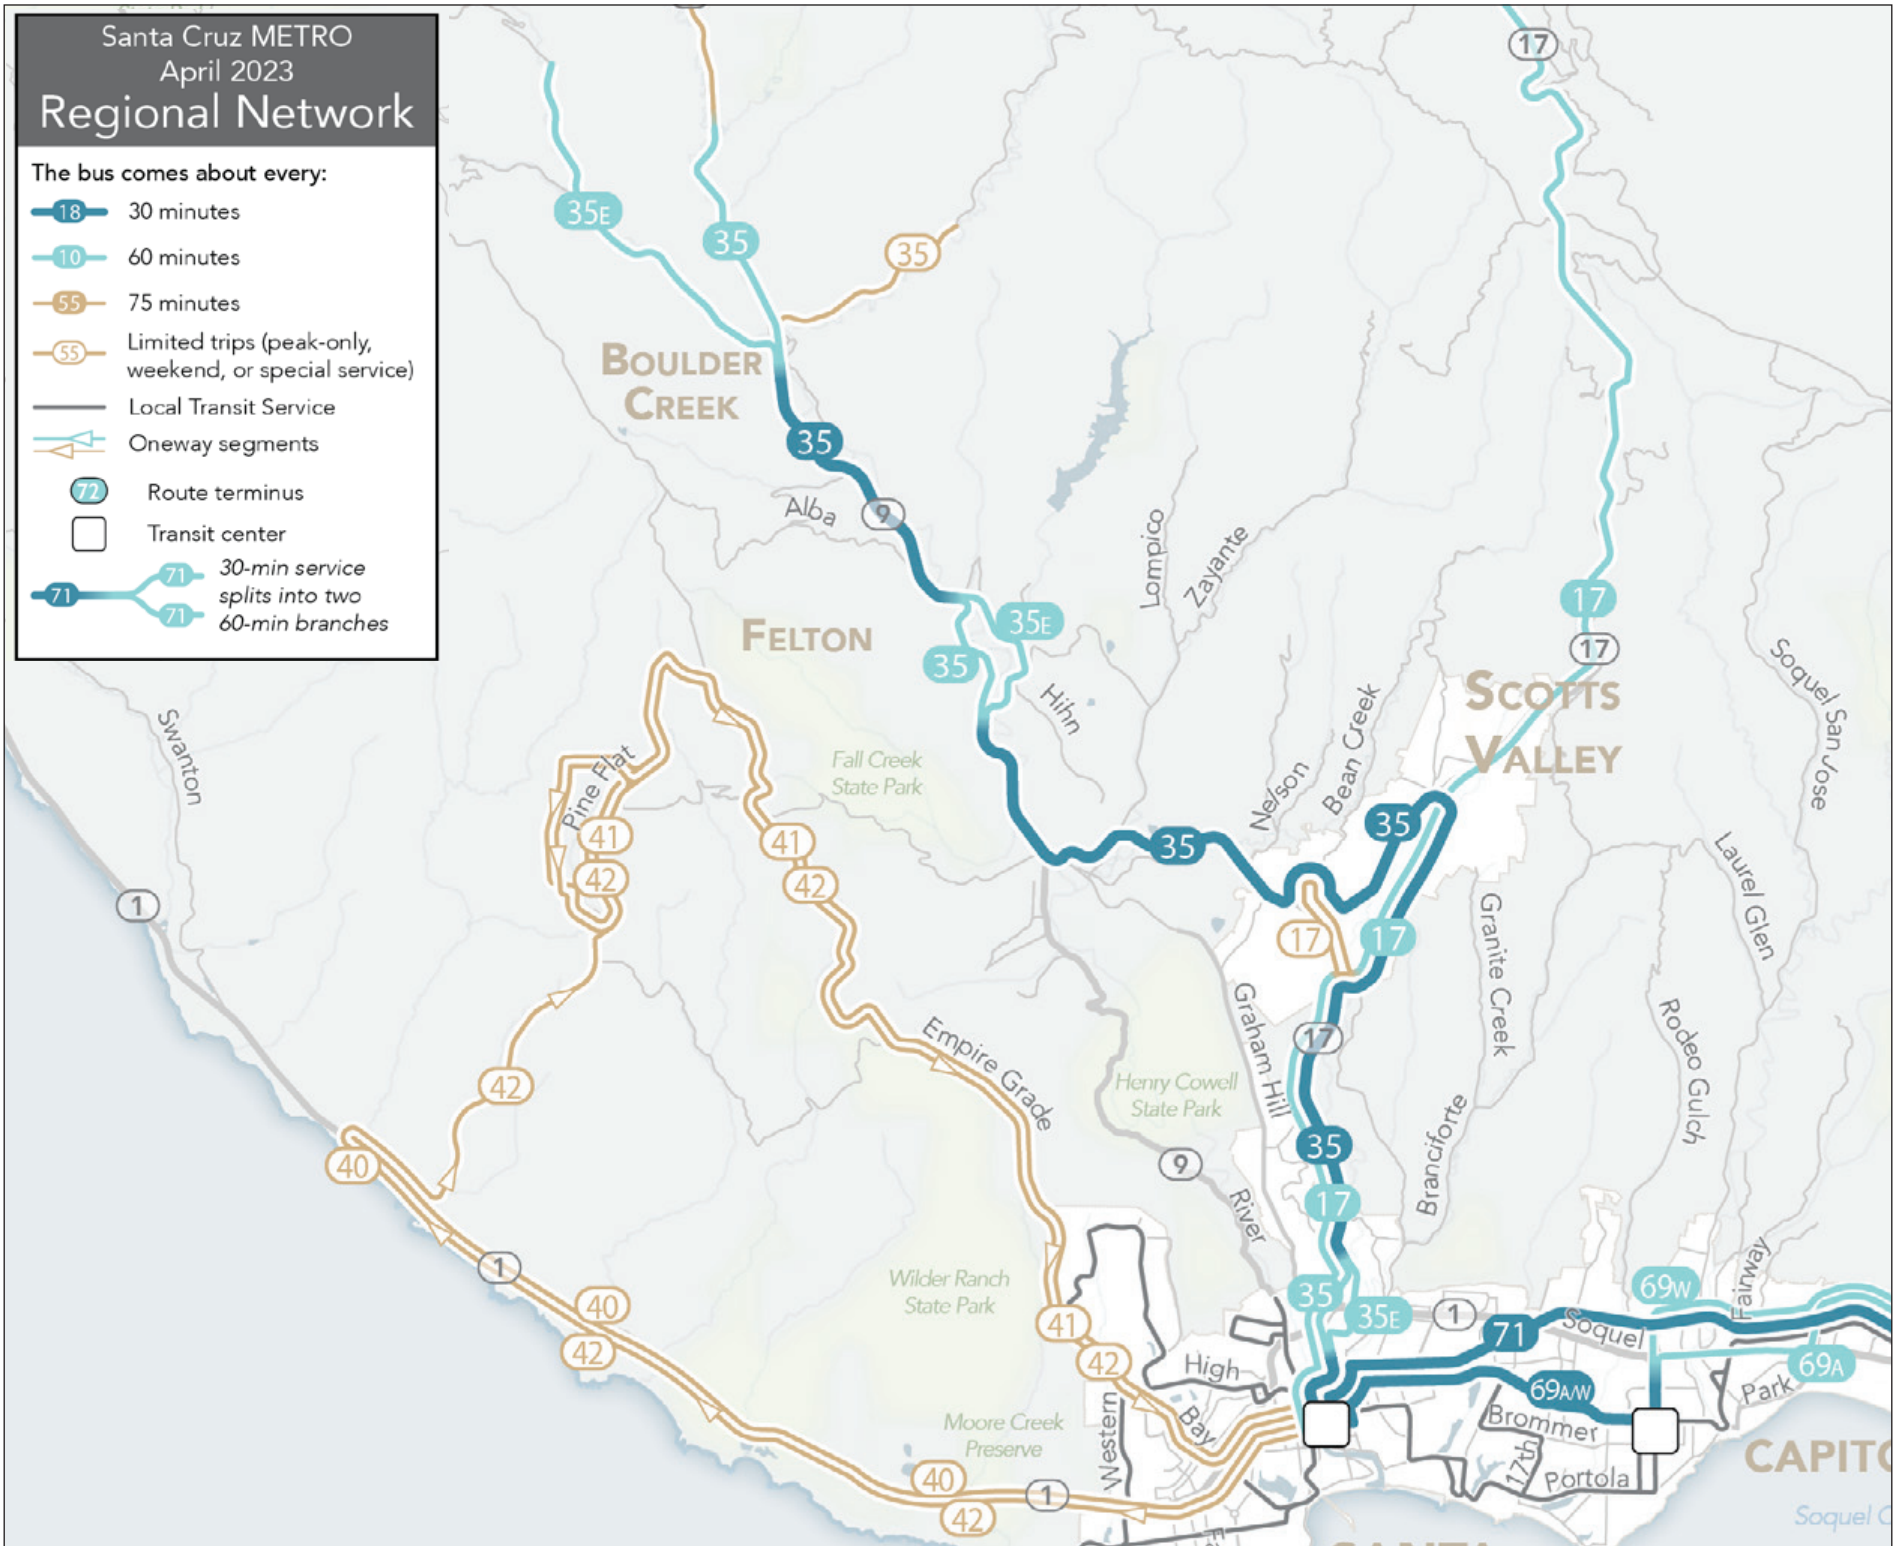 Santa Cruz METRO
April 2023
Regional Network
The bus comes about every:
18 30 minutes
10 60 minutes
55 75 minutes
55 Limited trips (peak-only,
weekend, or special service)
Local Transit Service
Oneway segments
72 Route terminus
Transit center
71 71 71 30-min service
splits into two
60-min branches
17
35E
35
35
BOULDER
CREEK
35
Alba
9
Lompico
Zayante
FELTON
35E
35
Hihn
17
17
SCOTTS
VALLEY
Soquel San Jose
Swanton
Pine Flat
Fall Creek
State Park
Nelson
Bean Creek
41
42
41
42
35
35
Laurel Glen
1
17
17
Granite Creek
Graham Hill
17
Rodeo Gulch
Empire Grade
42
Henry Cowell
State Park
Branciforte
35
40
9
River
17
1
Wilder Ranch
State Park
40
42
41
42
35
35E
1
71
Soquel
69W
Fairway
69A
High
69A/W
Park
Brommer
Western
Bay
Moore Creek
Preserve
17th
Portola
CAPITO
40
1
42
Soquel C